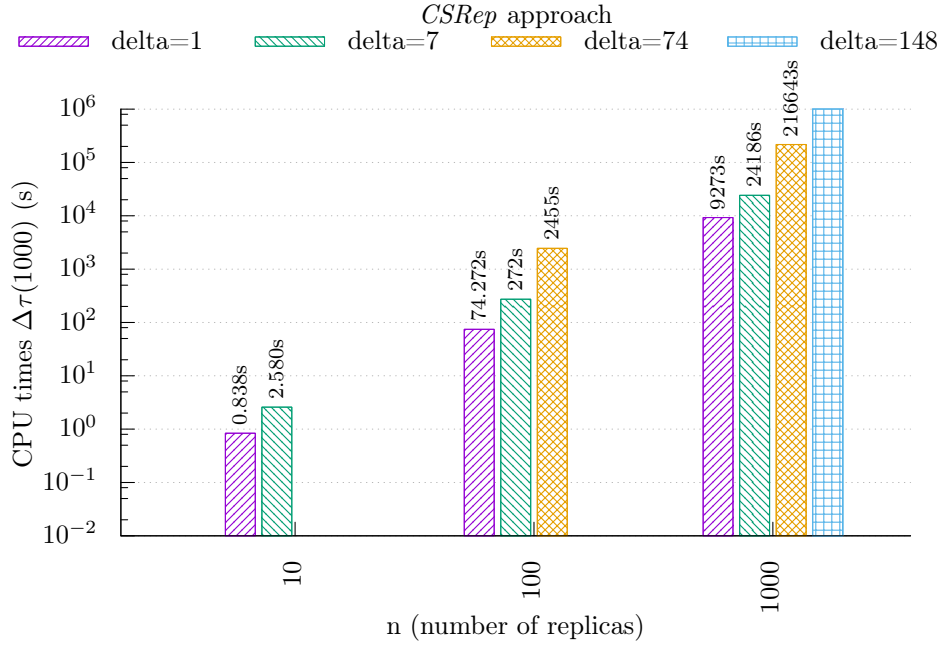 CSRep approach
delta=1 delta=7 delta=74 delta=148
CPU times Δτ(1000) (s)
10^6
10^5
10^4
10^3
10^2
10^1
10^0
10^-1
10^-2
0.838s
2.580s
74.272s
272s
2455s
9273s
24186s
216643s
10
100
1000
n (number of replicas)